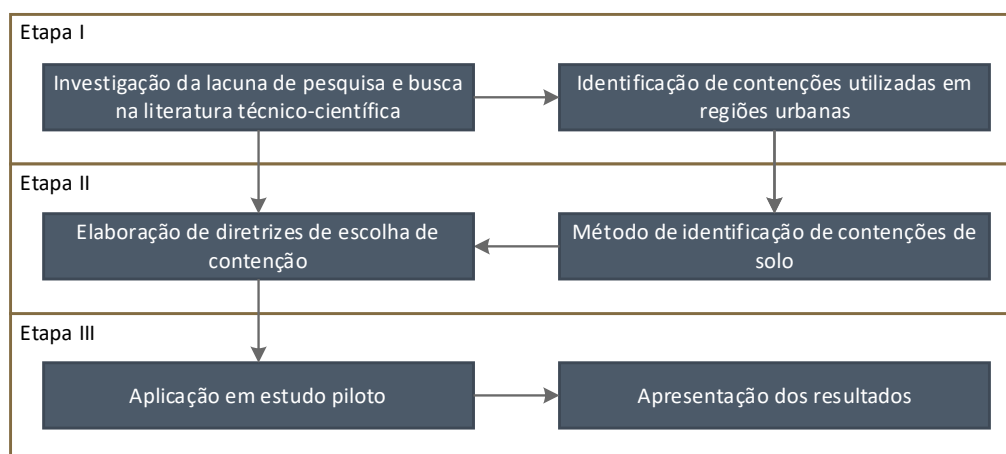 Etapa I
Investigação da lacuna de pesquisa e busca
na literatura técnico-científica
Identificação de contenções utilizadas em
regiões urbanas
Etapa II
Elaboração de diretrizes de escolha de
contenção
Método de identificação de contenções de
solo
Etapa III
Aplicação em estudo piloto
Apresentação dos resultados